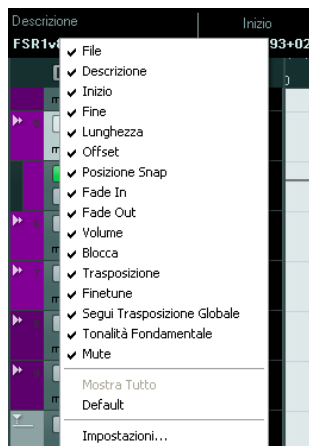 Descrizione Inizio
FSR1v 93+02
File
Descrizione
Inizio
Fine
Lunghezza
Offset
Posizione Snap
Fade In
Fade Out
Volume
Blocca
Trasposizione
Finetune
Segui Trasposizione Globale
Tonalità Fondamentale
Mute
Mostra Tutto
Default
Impostazioni...